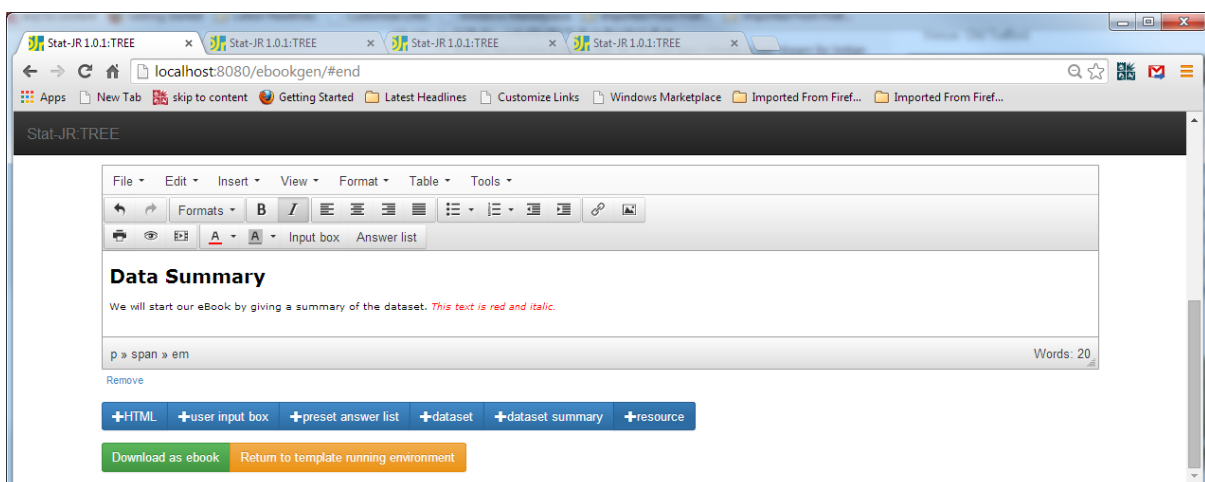 Stat-JR 1.0.1:TREE Stat-JR 1.0.1:TREE Stat-JR 1.0.1:TREE Stat-JR 1.0.1:TREE
localhost:8080/ebookgen/#end
Apps New Tab skip to content Getting Started Latest Headlines Customize Links Windows Marketplace Imported From Firef... Imported From Firef...
Stat-JR:TREE
File Edit Insert View Format Table Tools
Formats B I
A A Input box Answer list
Data Summary
We will start our eBook by giving a summary of the dataset. This text is red and italic.
p » span » em Words: 20
Remove
+HTML +user input box +preset answer list +dataset +dataset summary +resource
Download as ebook Return to template running environment